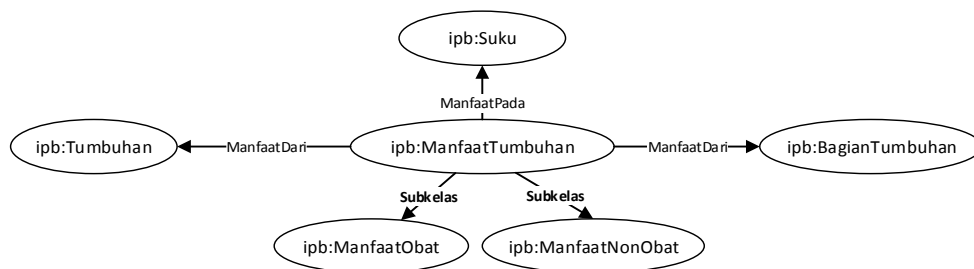 ipb:Suku
ManfaatPada
ipb:Tumbuhan
ManfaatDari
ipb:ManfaatTumbuhan
ManfaatDari
ipb:BagianTumbuhan
Subkelas
Subkelas
ipb:ManfaatObat
ipb:ManfaatNonObat